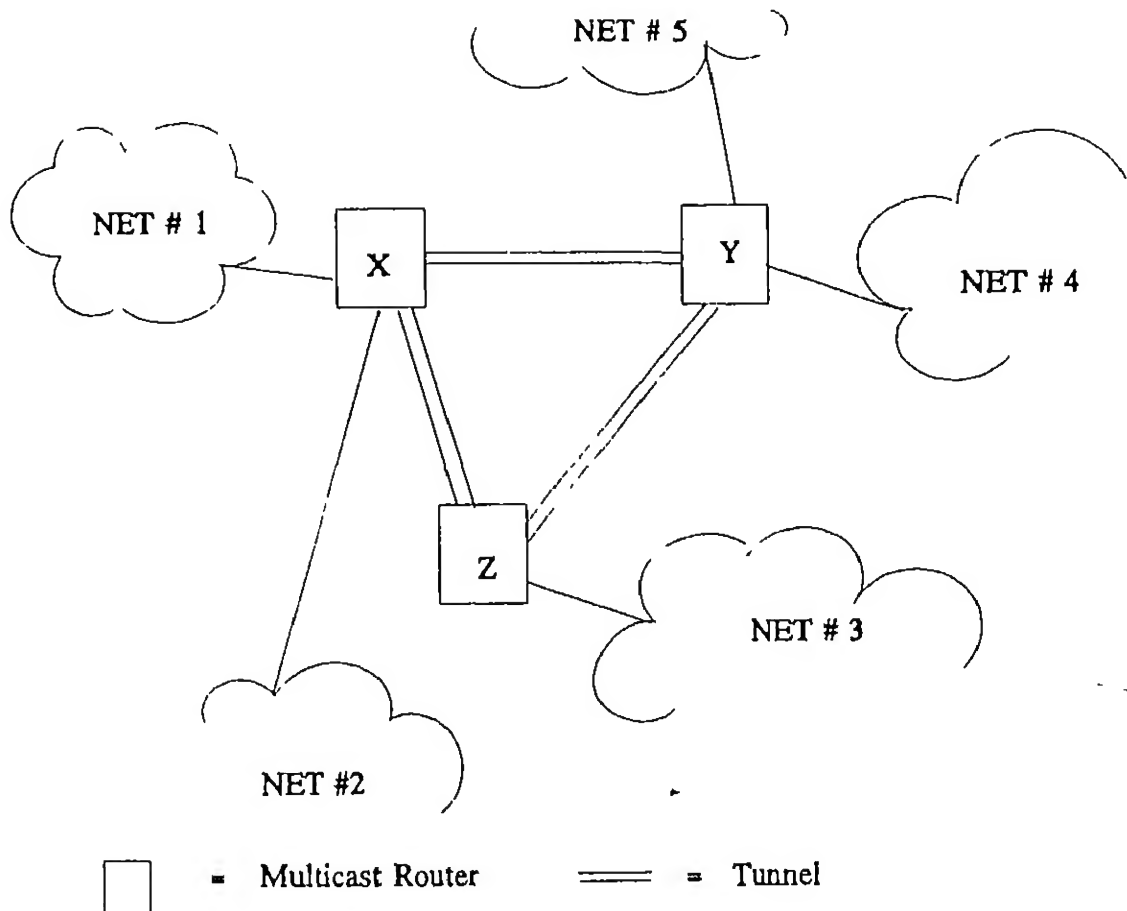 NET # 5
NET # 1
X
Y
NET # 4
Z
NET # 3
NET #2
= Multicast Router
= Tunnel